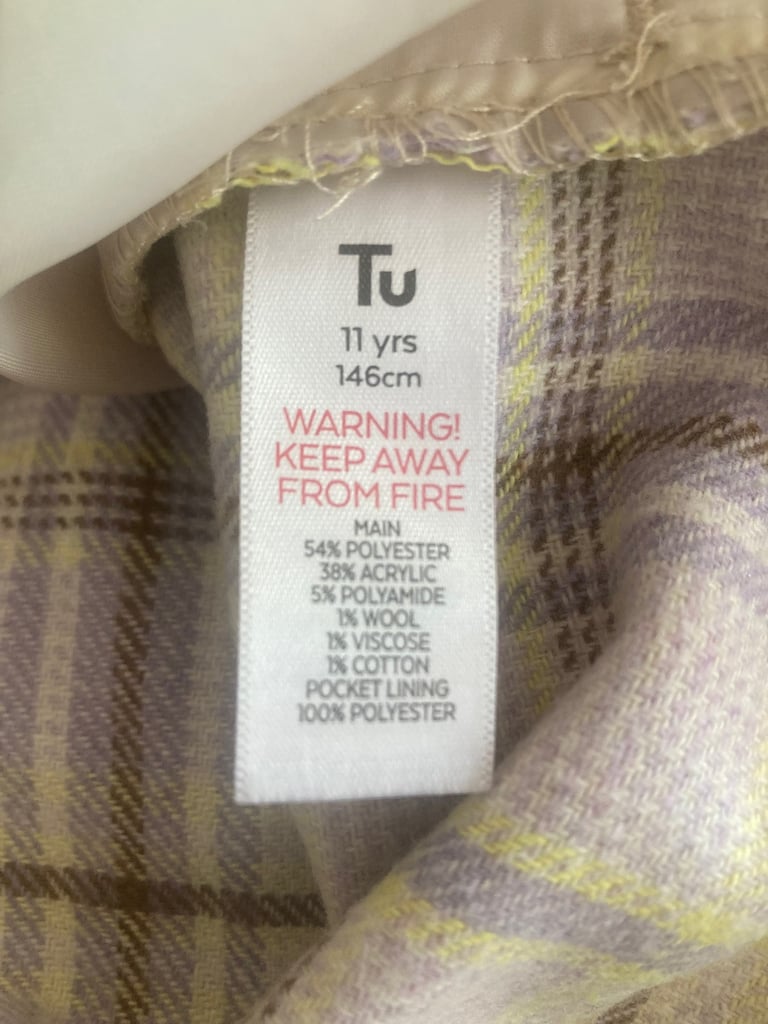 Tu
11 yrs
146cm
WARNING!
KEEP AWAY
FROM FIRE
MAIN
54% POLYESTER
38% ACRYLIC
5% POLYAMIDE
1% WOOL
1% VISCOSE
1% COTTON
POCKET LINING
100% POLYESTER